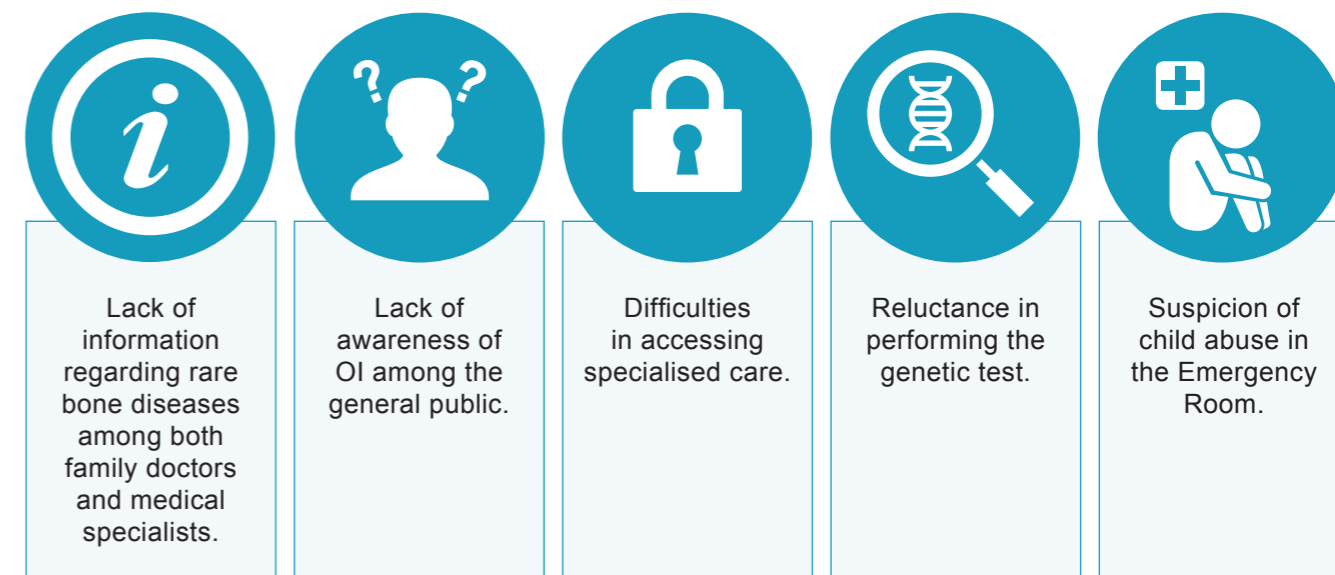 Lack of
information
regarding rare
bone diseases
among both
family doctors
and medical
specialists.
Lack of
awareness of
OI among the
general public.
Difficulties
in accessing
specialised care.
Reluctance in
performing the
genetic test.
Suspicion of
child abuse in
the Emergency
Room.